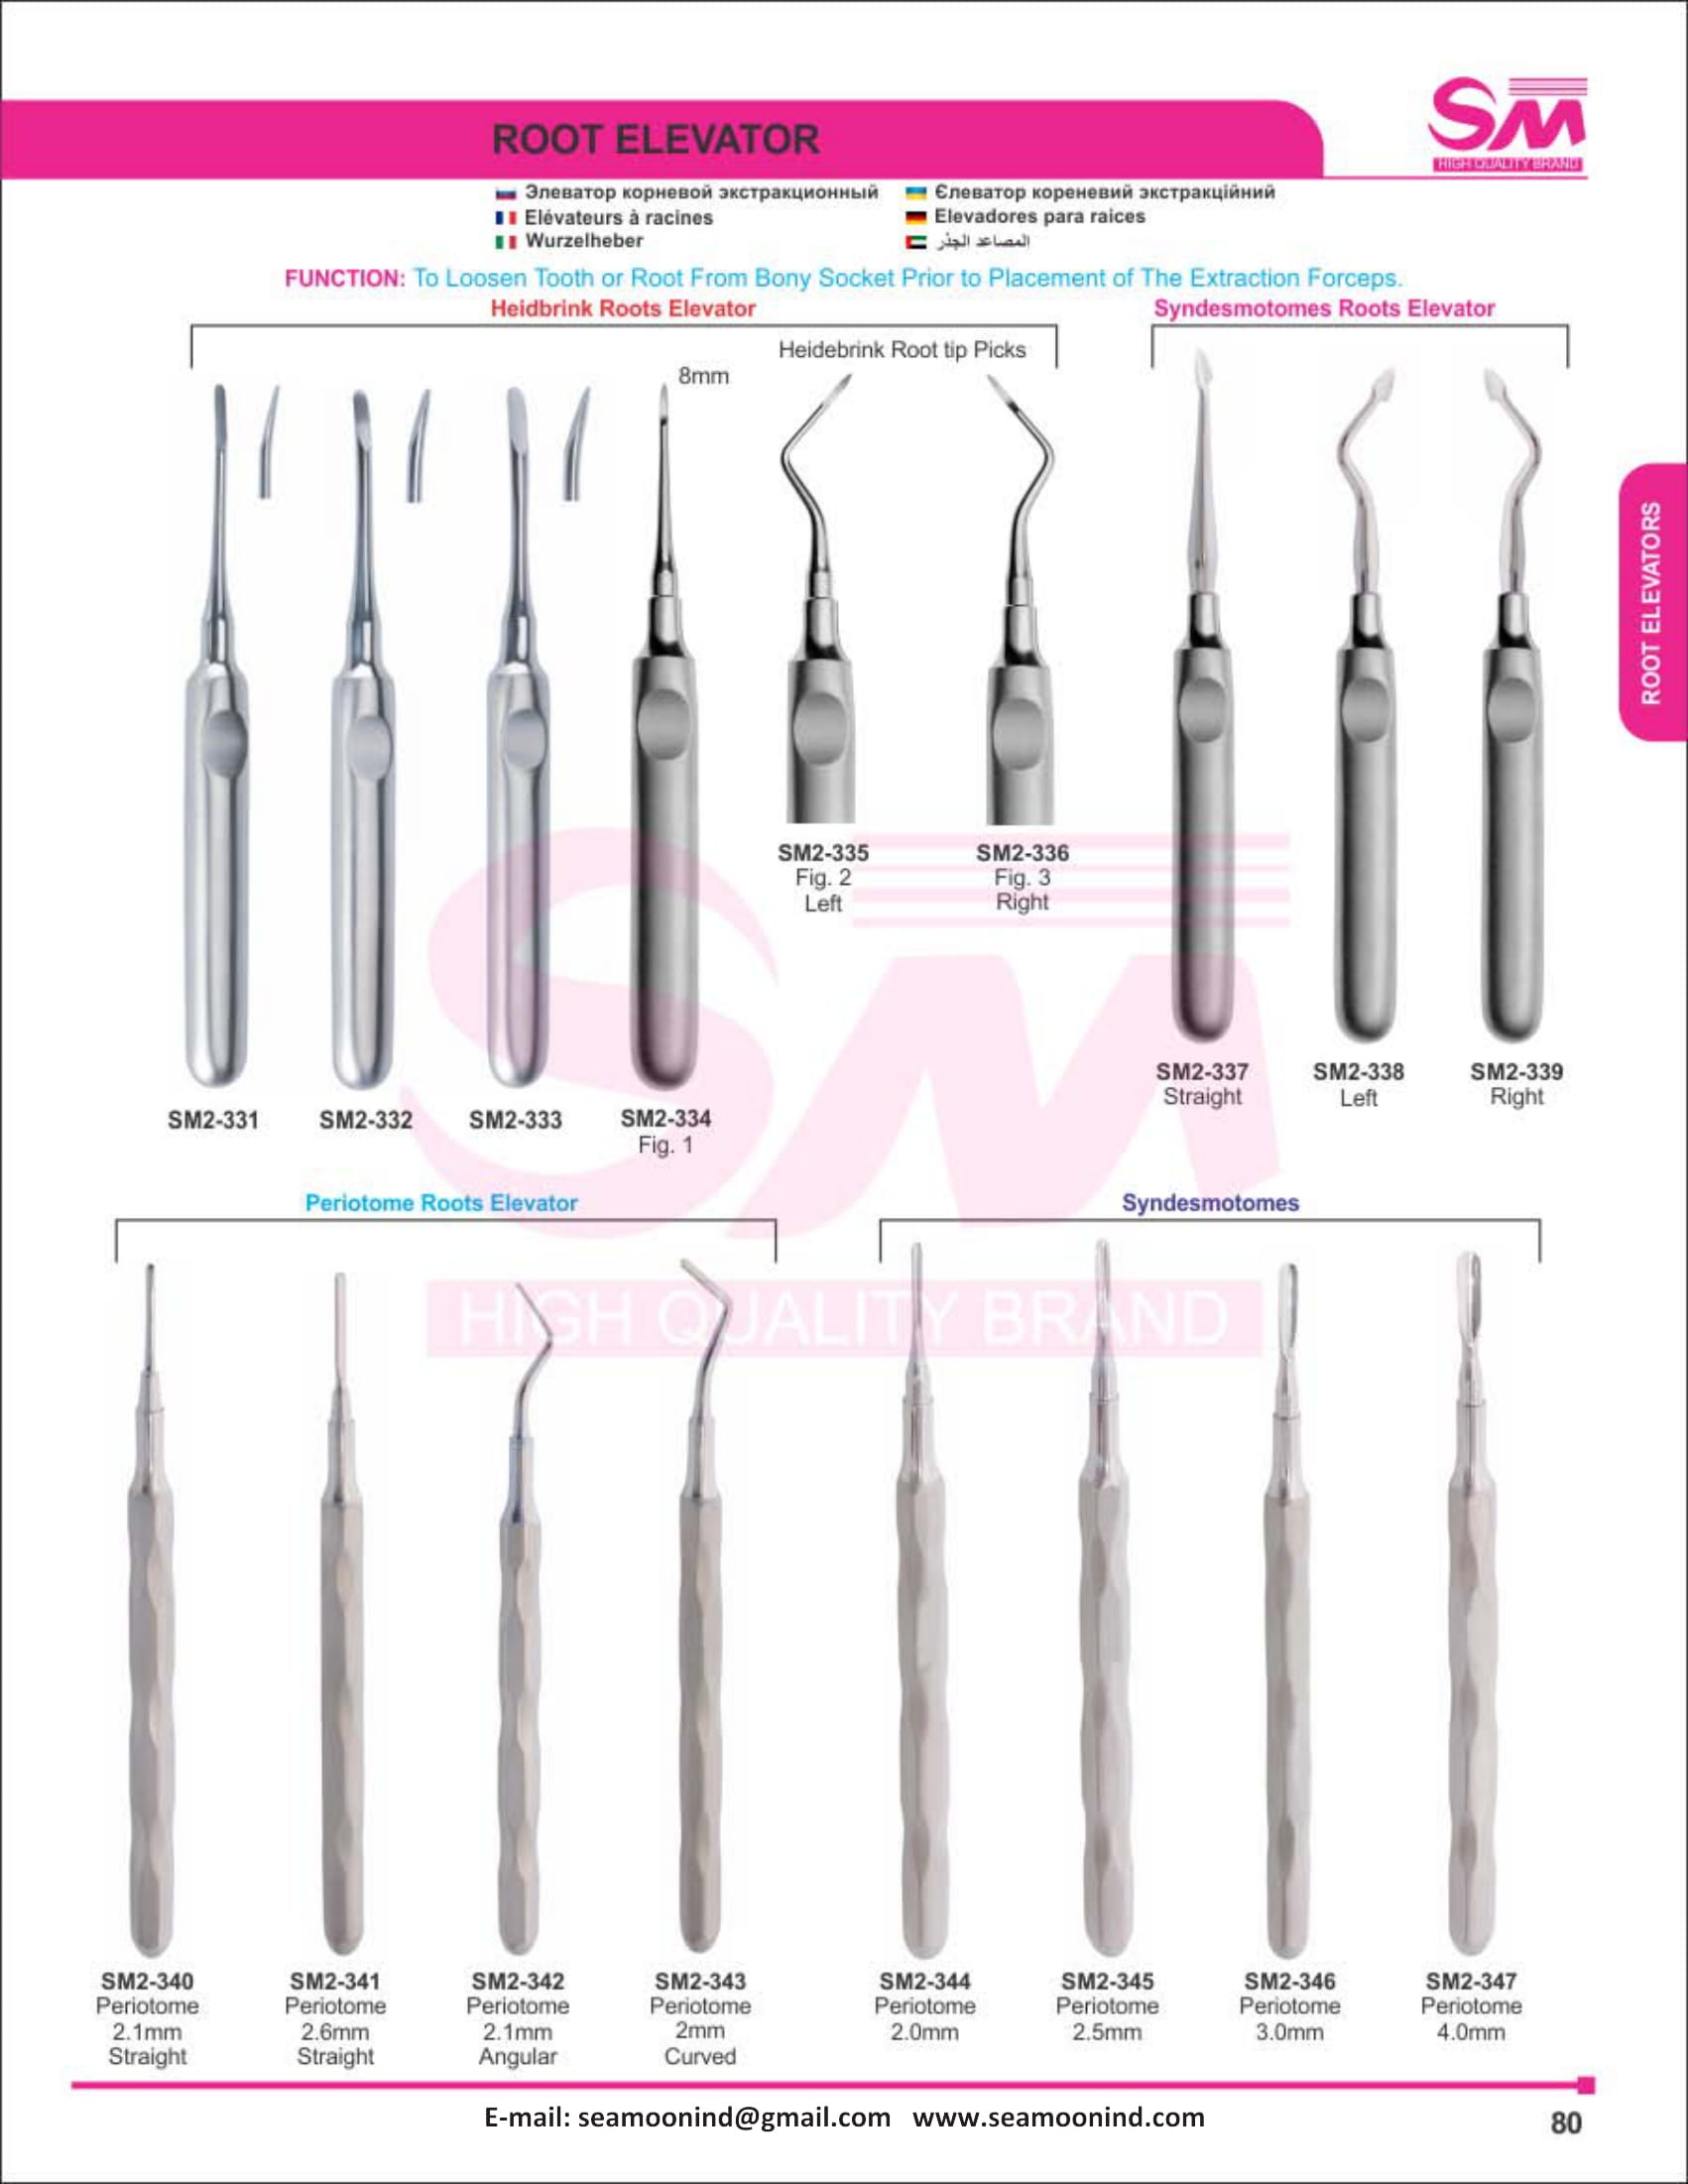 SM
HIGH QUALITY BRAND
ROOT ELEVATOR
Элеватор корневой экстракционный
Єлеватор кореневий экстракційний
Elévateurs à racines
Elevadores para raices
Wurzelheber
المصاعد الجذر
FUNCTION: To Loosen Tooth or Root From Bony Socket Prior to Placement of The Extraction Forceps.
Heidbrink Roots Elevator
Syndesmotomes Roots Elevator
Heidebrink Root tip Picks
8mm
ROOT ELEVATORS
SM2-335
Fig. 2
Left
SM2-336
Fig. 3
Right
SM2-337
Straight
SM2-338
Left
SM2-339
Right
SM2-331
SM2-332
SM2-333
SM2-334
Fig. 1
SM
HIGH QUALITY BRAND
Periotome Roots Elevator
Syndesmotomes
SM2-340
Periotome
2.1mm
Straight
SM2-341
Periotome
2.6mm
Straight
SM2-342
Periotome
2.1mm
Angular
SM2-343
Periotome
2mm
Curved
SM2-344
Periotome
2.0mm
SM2-345
Periotome
2.5mm
SM2-346
Periotome
3.0mm
SM2-347
Periotome
4.0mm
E-mail: seamoonind@gmail.com www.seamoonind.com
80